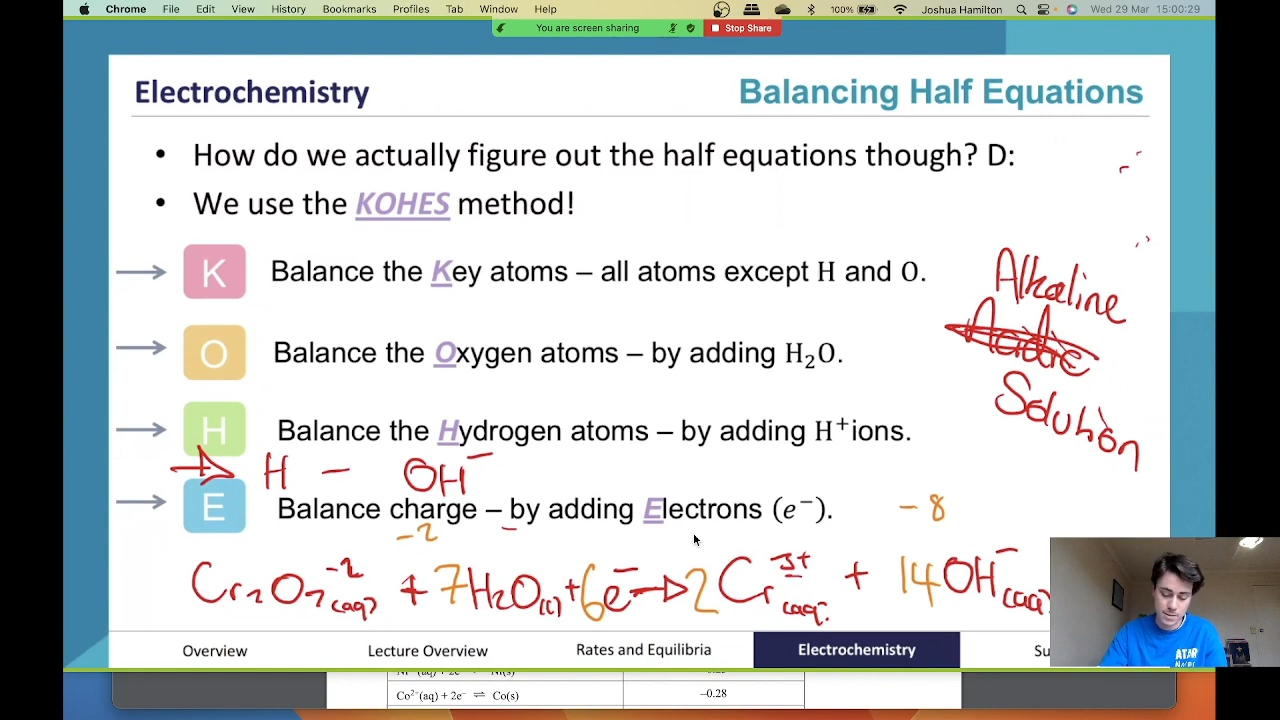 Chrome File Edit View History Bookmarks Profiles Tab Window Help 100% Joshua Hamilton Wed 29 Mar 15:00:29
You are screen sharing Stop Share
Electrochemistry Balancing Half Equations
• How do we actually figure out the half equations though? D:
• We use the KOHES method!
→ K Balance the Key atoms – all atoms except H and O.
Alkaline
Acidic
Solution
→ O Balance the Oxygen atoms – by adding H₂O.
→ H Balance the Hydrogen atoms – by adding H⁺ions.
→ H – OH⁻
→ E Balance charge – by adding Electrons (e⁻).
-2 -8
Cr₂O₇⁻²(aq) + 7H₂O(l) + 6e⁻ → 2Cr³⁺(aq) + 14OH⁻(aq)
Overview Lecture Overview Rates and Equilibria Electrochemistry Su
Co²⁺(aq) + 2e⁻ ⇌ Co(s) −0.28